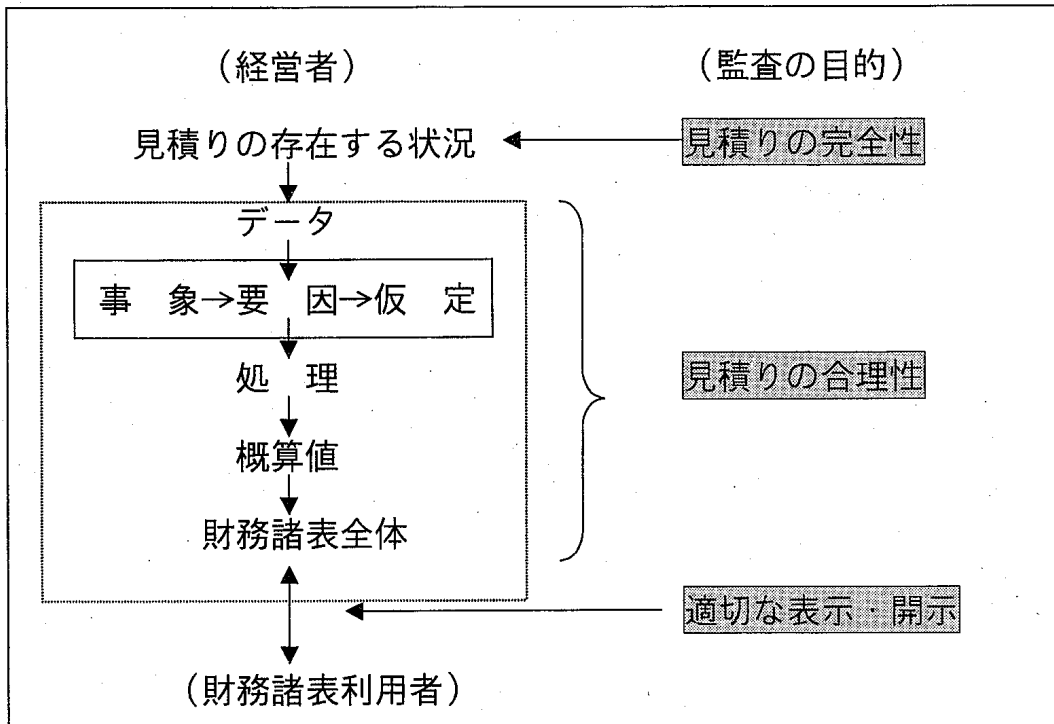 （経営者）
（監査の目的）
見積りの存在する状況
見積りの完全性
データ
事　象→要　因→仮　定
処　理
見積りの合理性
概算値
財務諸表全体
適切な表示・開示
（財務諸表利用者）